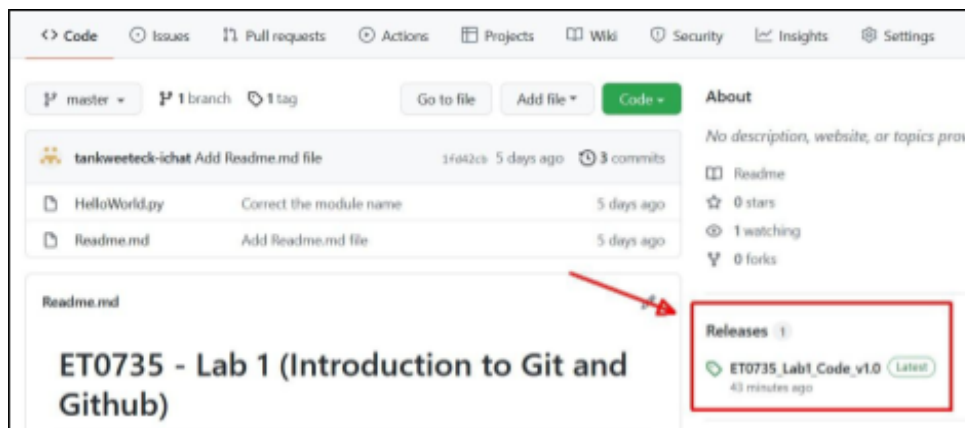 <> Code Issues Pull requests Actions Projects Wiki Security Insights Settings
master 1 branch 1 tag Go to file Add file Code
tankweeteck-ichat Add Readme.md file 1fd42cb 5 days ago 3 commits
HelloWorld.py Correct the module name 5 days ago
Readme.md Add Readme.md file 5 days ago
Readme.md
ET0735 - Lab 1 (Introduction to Git and
Github)
About
No description, website, or topics prov
Readme
0 stars
1 watching
0 forks
Releases 1
ET0735_Lab1_Code_v1.0 Latest
43 minutes ago